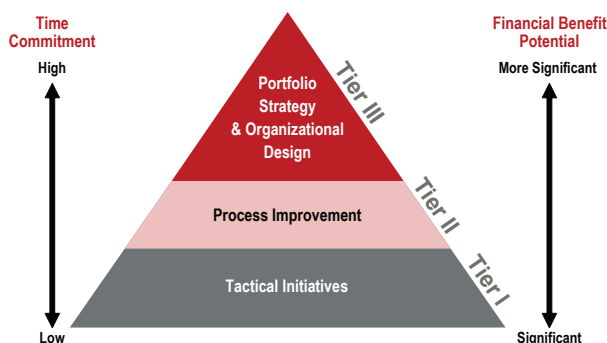 Time
Commitment
High
Low
Portfolio
Strategy
& Organizational
Design
Process Improvement
Tactical Initiatives
Tier III
Tier II
Tier I
Financial Benefit
Potential
More Significant
Significant